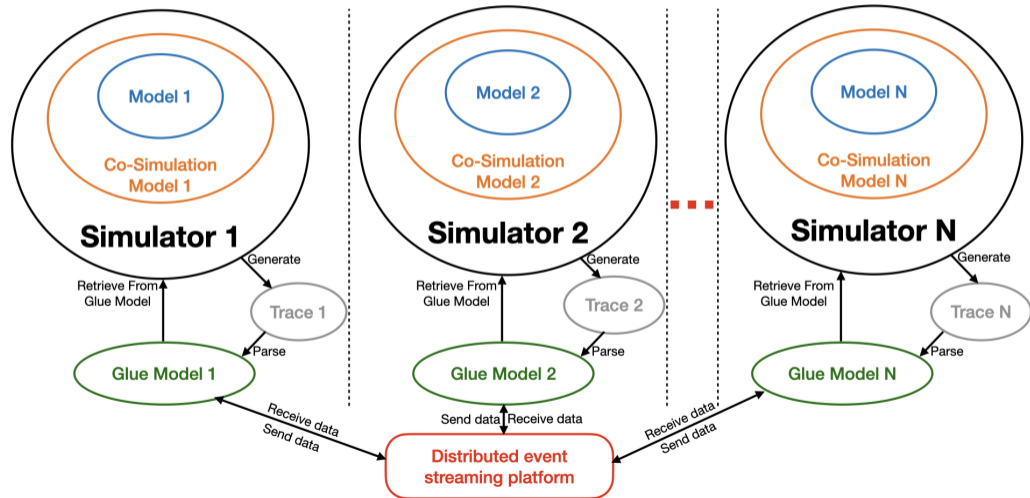 Model 1
Co-Simulation
Model 1
Simulator 1
Generate
Retrieve From
Glue Model
Trace 1
Parse
Glue Model 1
Model 2
Co-Simulation
Model 2
Simulator 2
Generate
Retrieve From
Glue Model
Trace 2
Parse
Glue Model 2
Model N
Co-Simulation
Model N
Simulator N
Generate
Retrieve From
Glue Model
Trace N
Parse
Glue Model N
Receive data
Send data
Send data
Receive data
Receive data
Send data
Distributed event
streaming platform